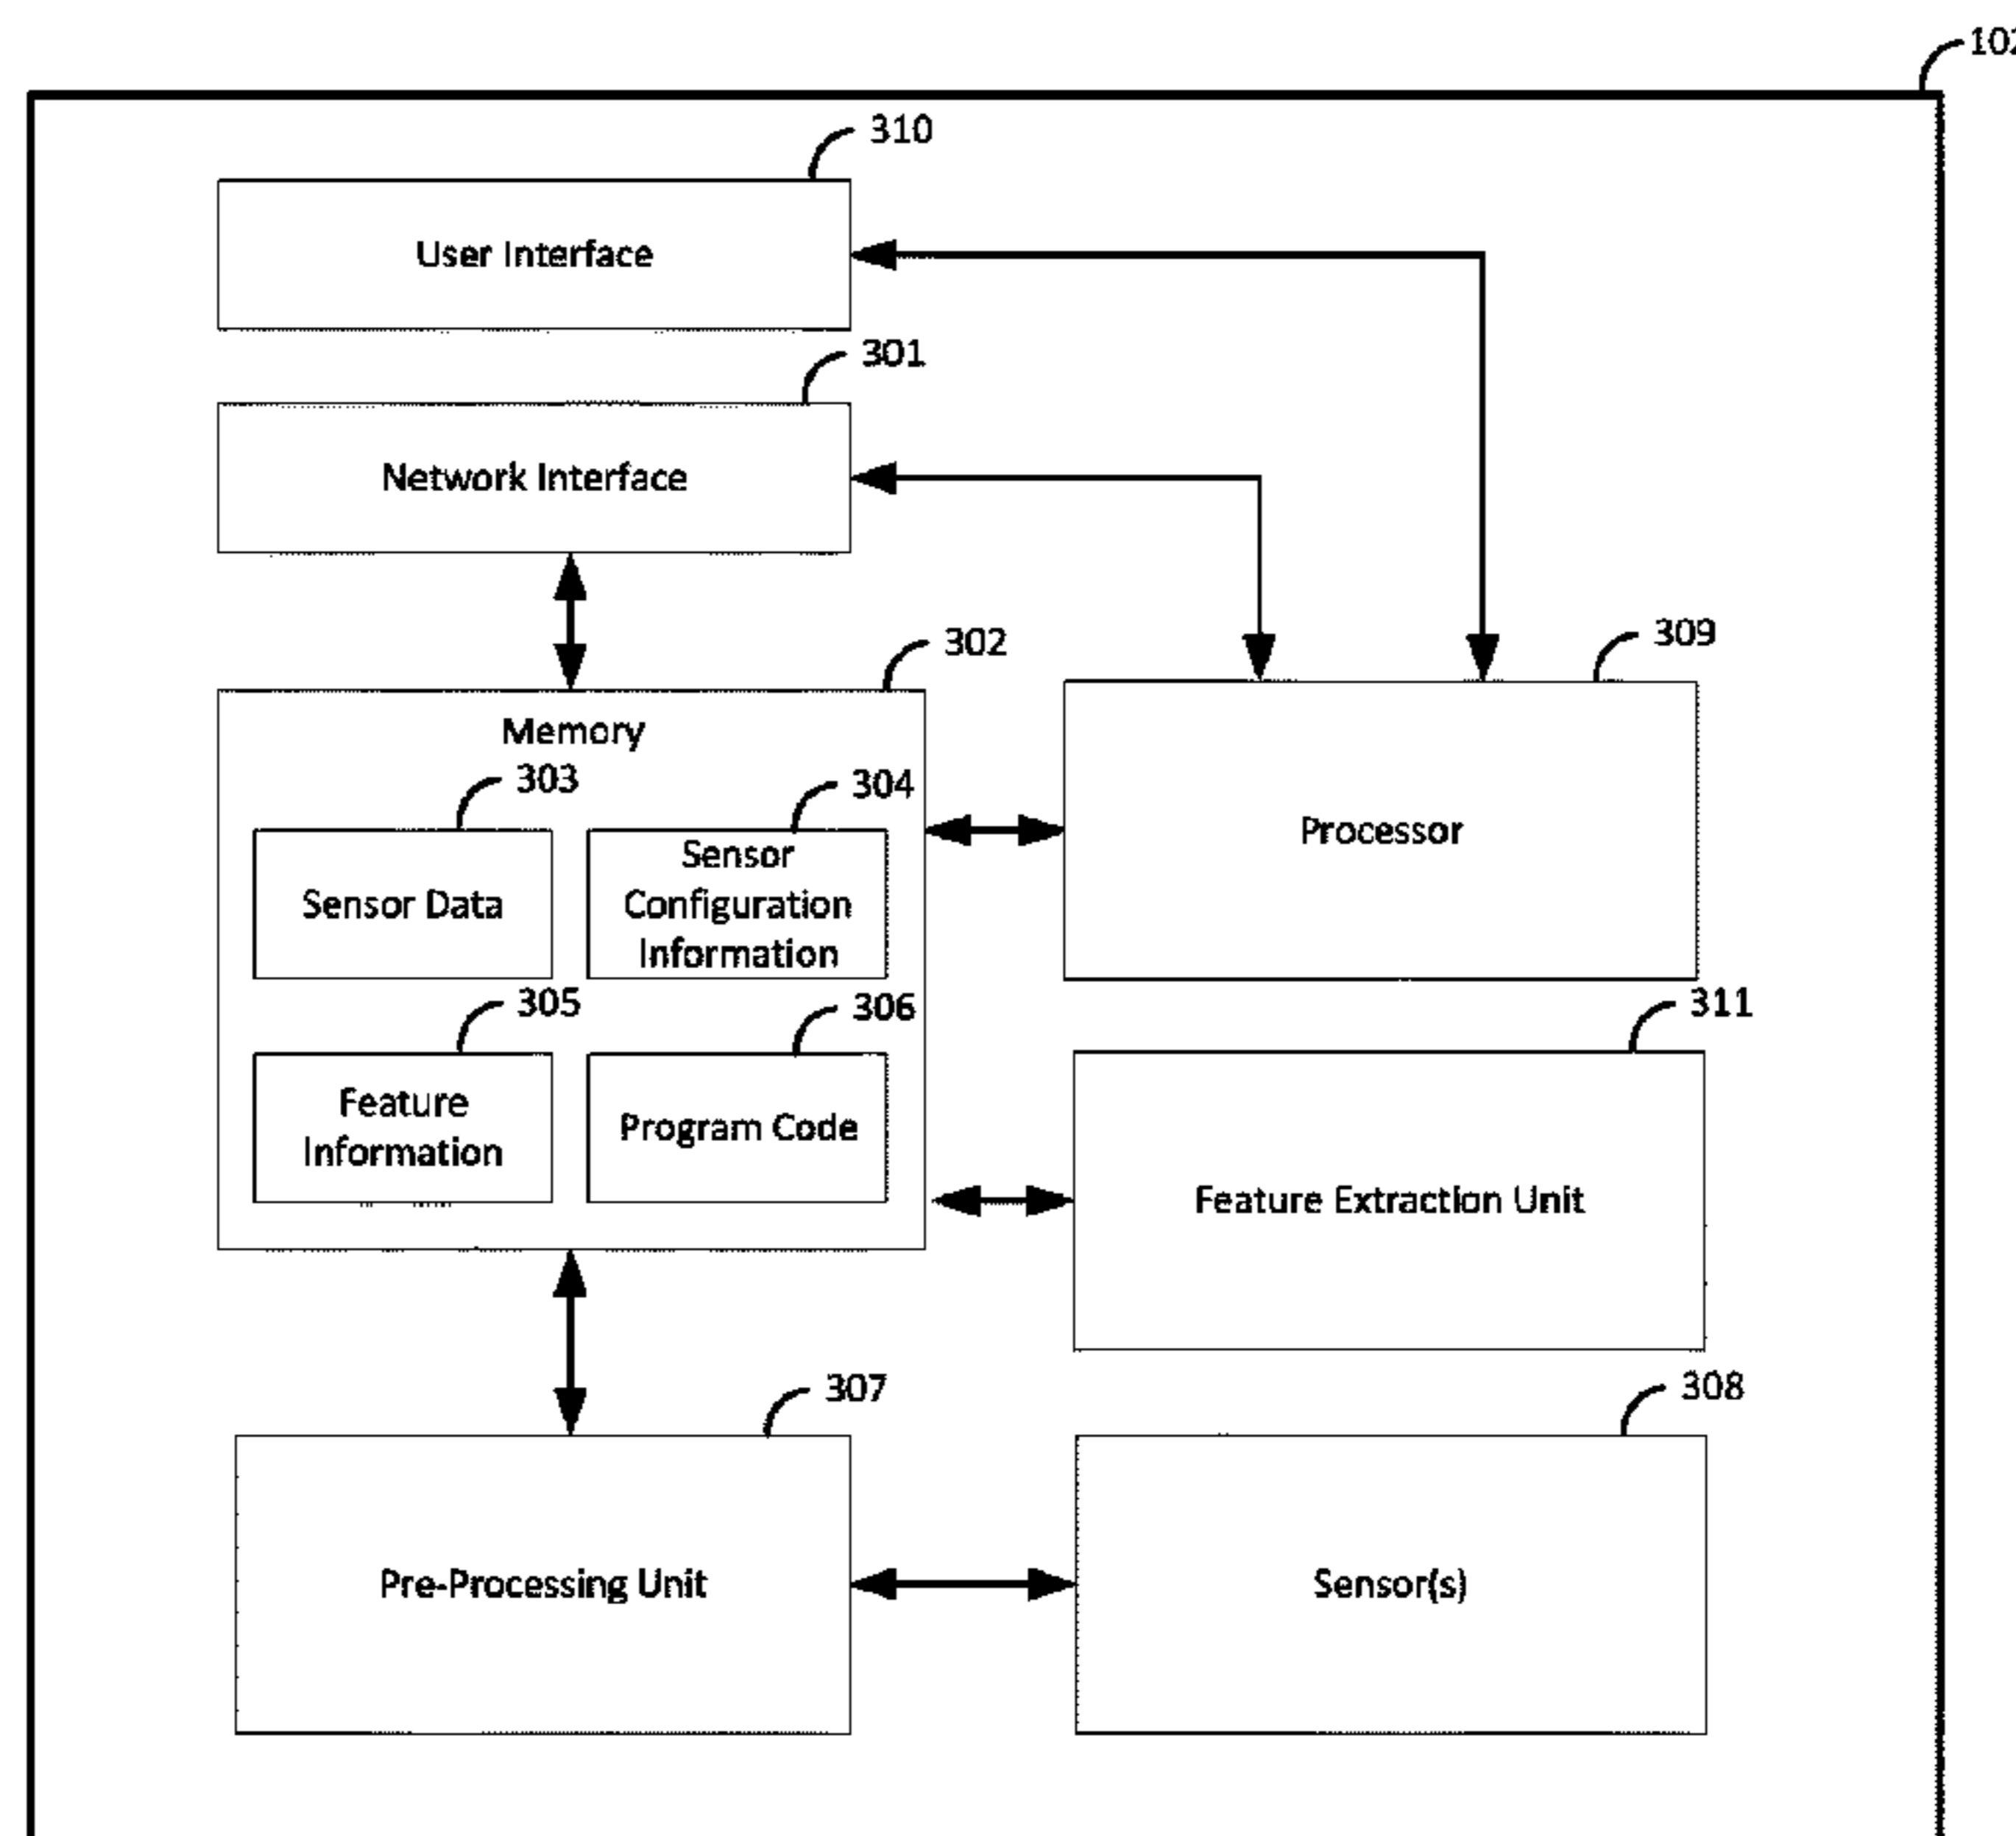 102
310
User Interface
301
Network Interface
302
309
Memory
303
304
Sensor Data
Sensor
Configuration
Information
Processor
305
306
311
Feature
Information
Program Code
Feature Extraction Unit
307
308
Pre-Processing Unit
Sensor(s)